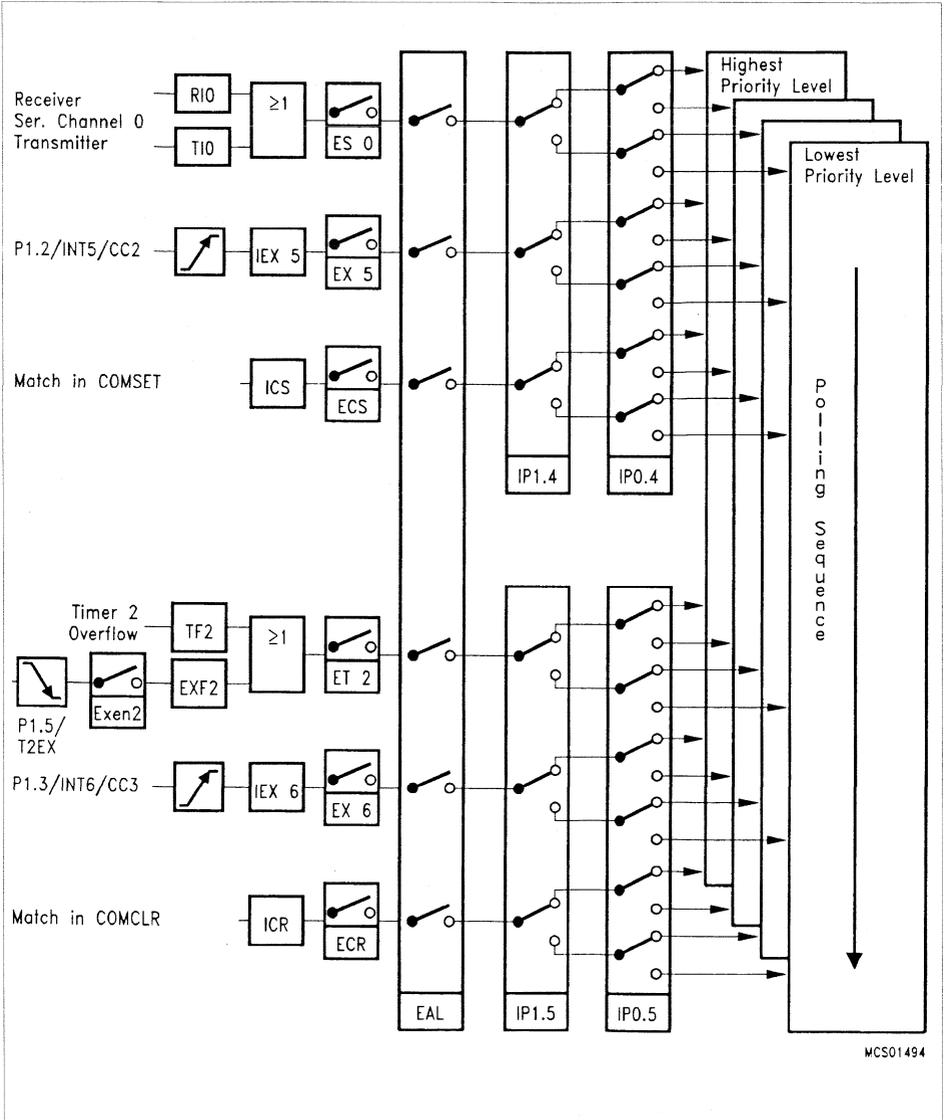 Highest
Priority Level
Lowest
Priority Level
Receiver
Ser. Channel 0
Transmitter
RI0
TI0
≥1
ES 0
P1.2/INT5/CC2
IEX 5
EX 5
Match in COMSET
ICS
ECS
IP1.4
IP0.4
Polling Sequence
Timer 2
Overflow
TF2
≥1
ET 2
EXF2
Exen2
P1.5/
T2EX
P1.3/INT6/CC3
IEX 6
EX 6
Match in COMCLR
ICR
ECR
EAL
IP1.5
IP0.5
MCS01494